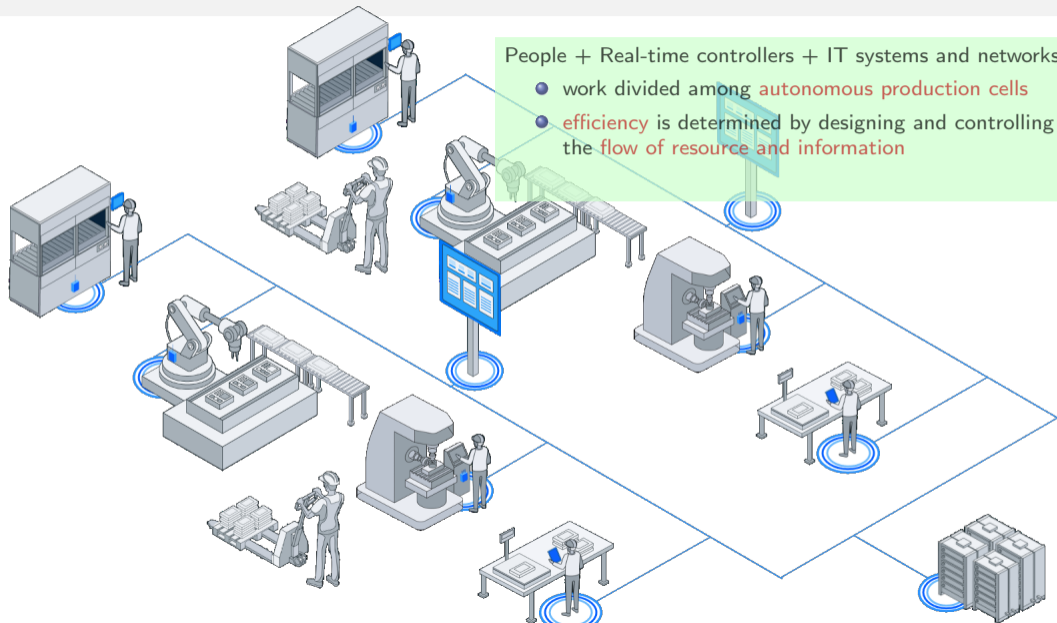 People + Real-time controllers + IT systems and networks
work divided among autonomous production cells
efficiency is determined by designing and controlling
the flow of resource and information